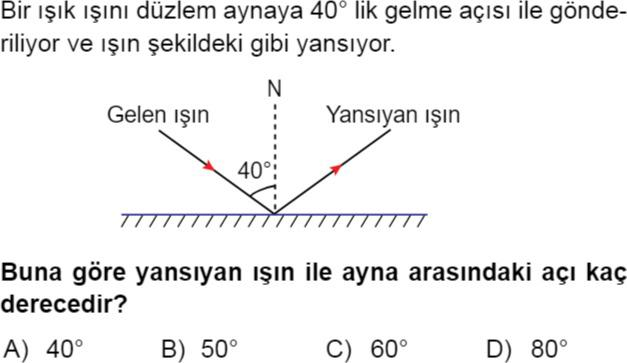 Bir ışık ışını düzlem aynaya 40° lik gelme açısı ile gönde-
riliyor ve ışın şekildeki gibi yansıyor.
N
Gelen ışın
Yansıyan ışın
40°
Buna göre yansıyan ışın ile ayna arasındaki açı kaç
derecedir?
A) 40° B) 50° C) 60° D) 80°